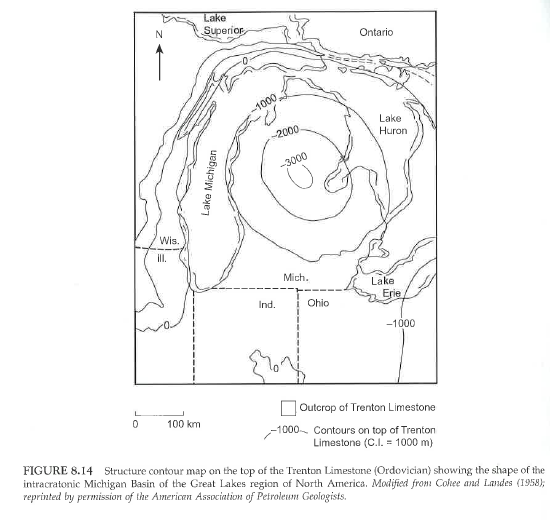 Lake
Superior
N
Ontario
0
-1000
Lake
Huron
-2000
-3000
Lake Michigan
Wis.
ill.
Mich.
Lake
Erie
Ind.
Ohio
0
-1000
0
Outcrop of Trenton Limestone
0 100 km
-1000 Contours on top of Trenton
Limestone (C.I. = 1000 m)
FIGURE 8.14 Structure contour map on the top of the Trenton Limestone (Ordovician) showing the shape of the
intracratonic Michigan Basin of the Great Lakes region of North America. Modified from Cohee and Landes (1958);
reprinted by permission of the American Association of Petroleum Geologists.